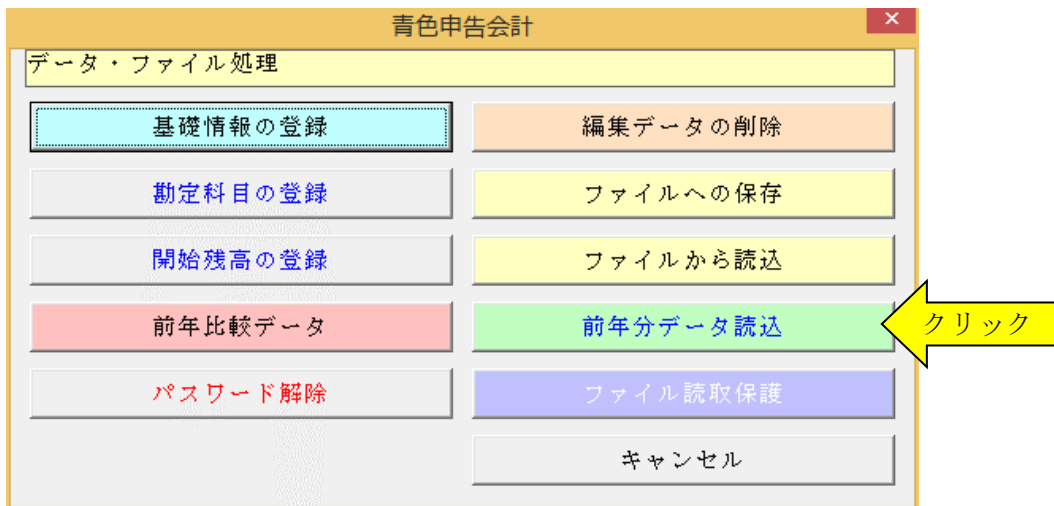 青色申告会計
データ・ファイル処理
基礎情報の登録
編集データの削除
勘定科目の登録
ファイルへの保存
開始残高の登録
ファイルから読込
前年比較データ
前年分データ読込
クリック
パスワード解除
ファイル読取保護
キャンセル